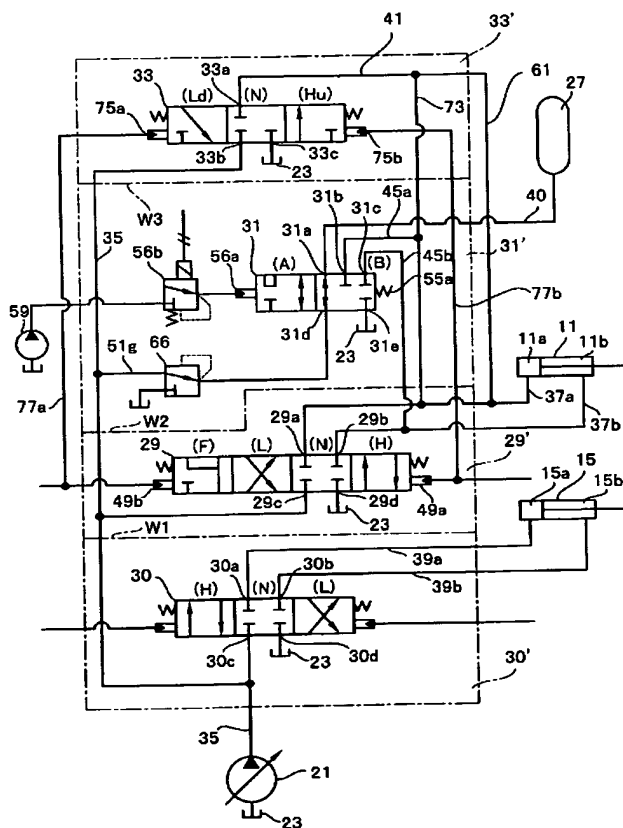 41
33'
33
33a
(Ld)
(N)
(Hu)
61
27
75a
73
75b
33b
33c
23
W3
31b
31c
45a
40
35
31
31a
31'
56b
56a
(A)
(B)
45b
55a
59
31d
31e
77b
51g
66
23
11
11a
11b
77a
37a
W2
29a
29b
37b
29
(F)
(L)
(N)
(H)
29'
15
15a
15b
49b
29c
29d
49a
23
W1
39a
30
30a
30b
39b
(H)
(N)
(L)
30c
30d
23
30'
35
21
23